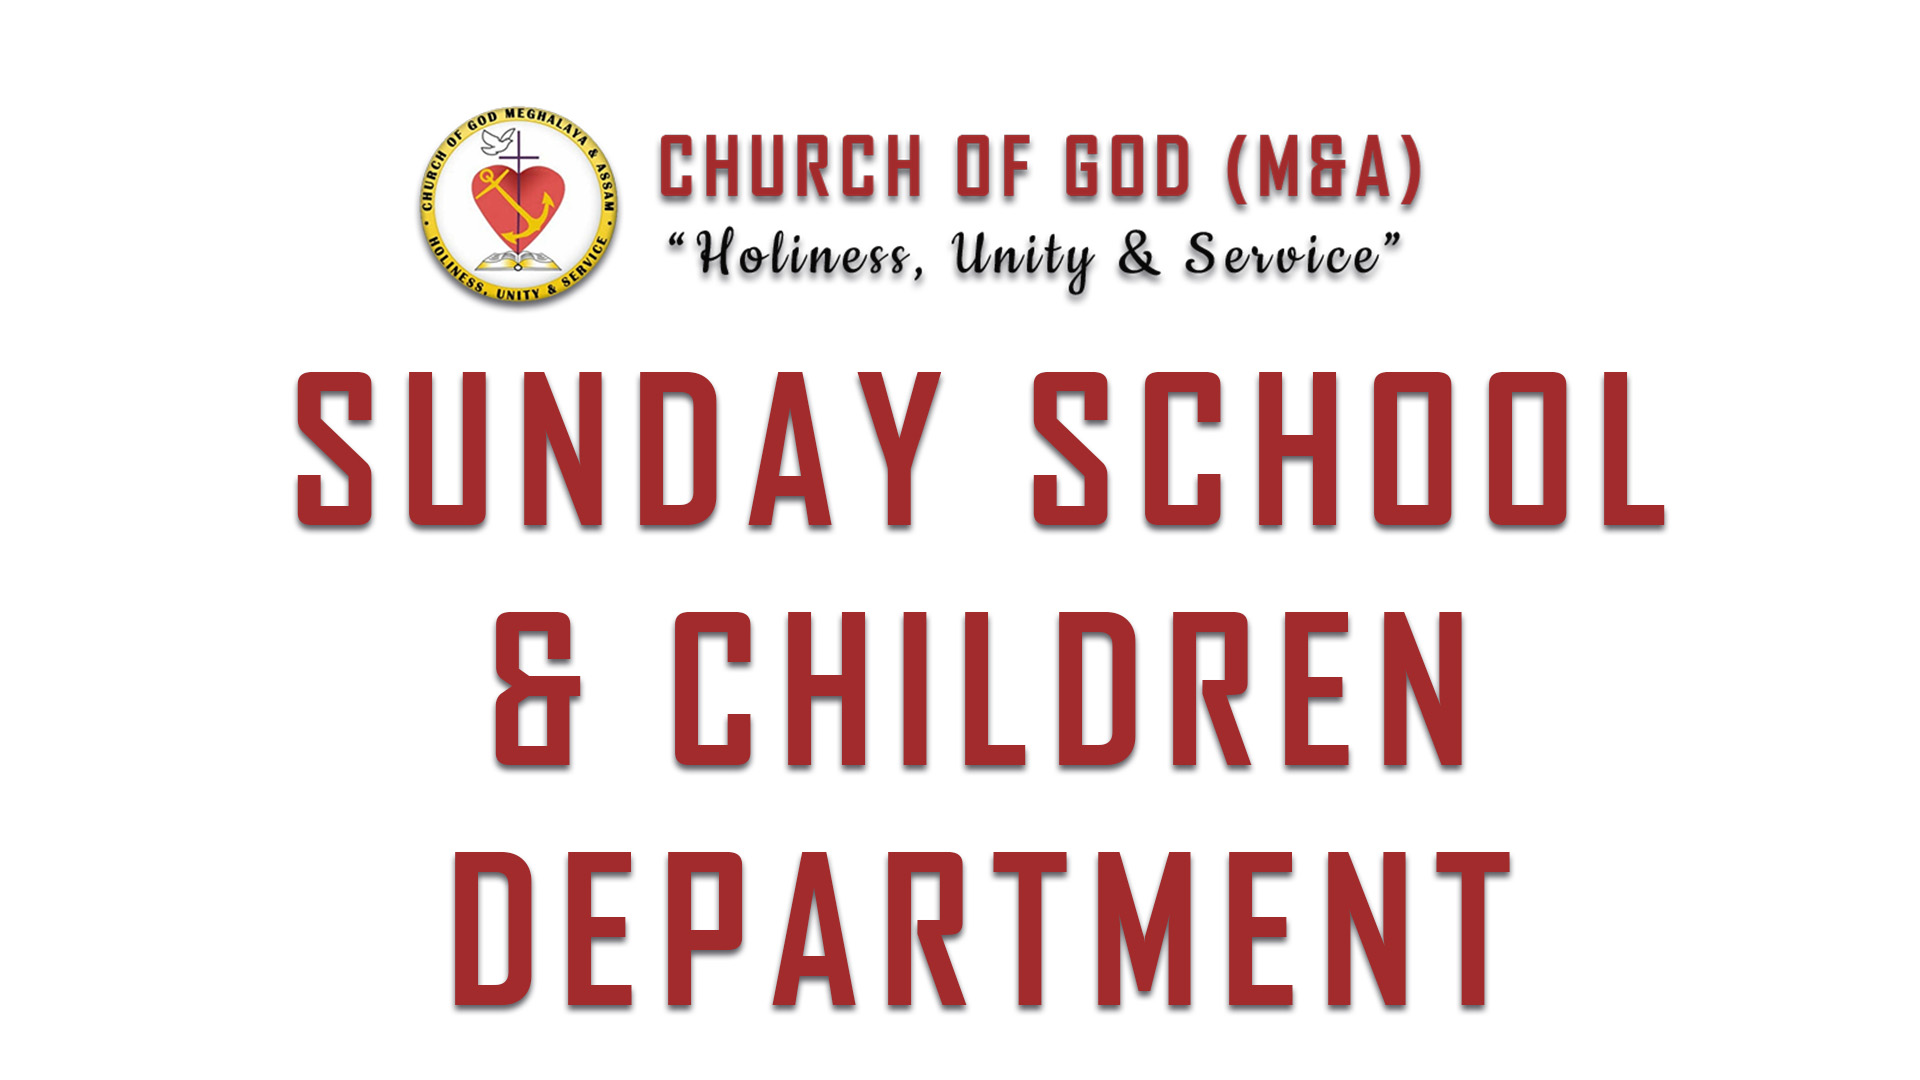 CHURCH OF GOD MEGHALAYA & ASSAM
• HOLINESS, UNITY & SERVICE •
CHURCH OF GOD (M&A)
“Holiness, Unity & Service”
SUNDAY SCHOOL
& CHILDREN
DEPARTMENT